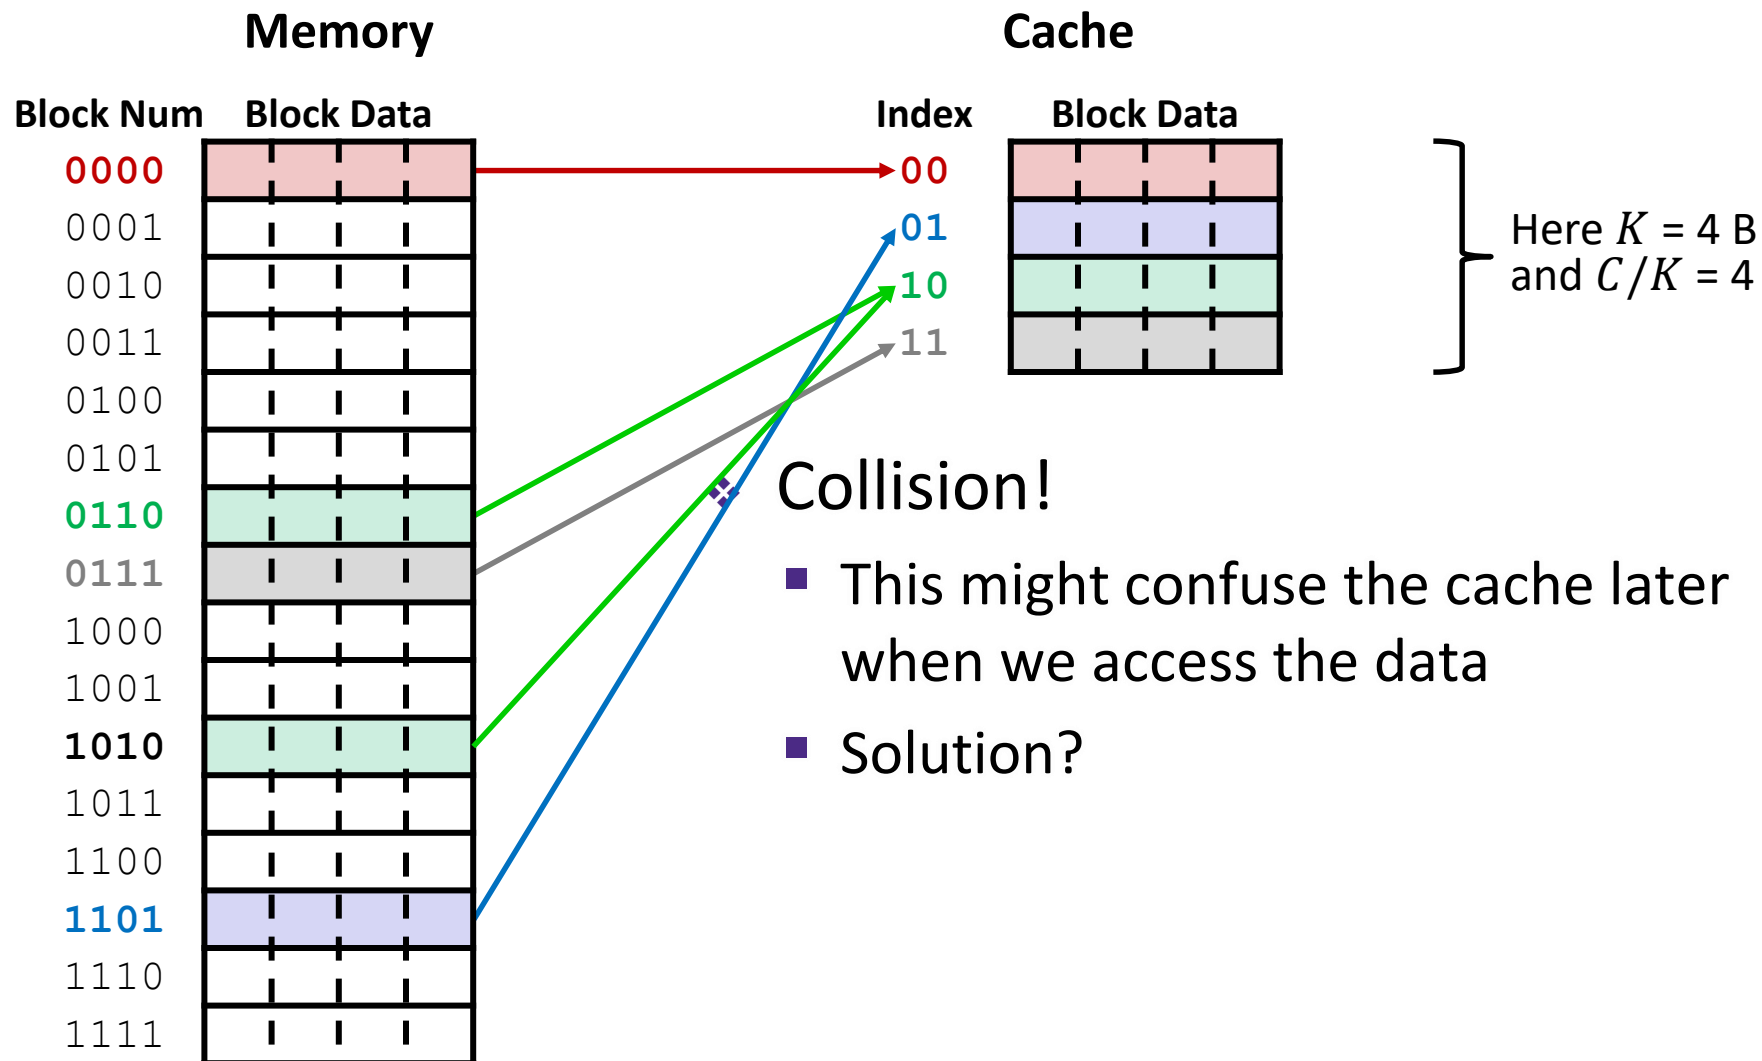 Memory
Cache
Block Num Block Data
Index Block Data
0000
0001
0010
0011
0100
0101
0110
0111
1000
1001
1010
1011
1100
1101
1110
1111
00
01
10
11
Here K = 4 B
and C/K = 4
Collision!
This might confuse the cache later
when we access the data
Solution?